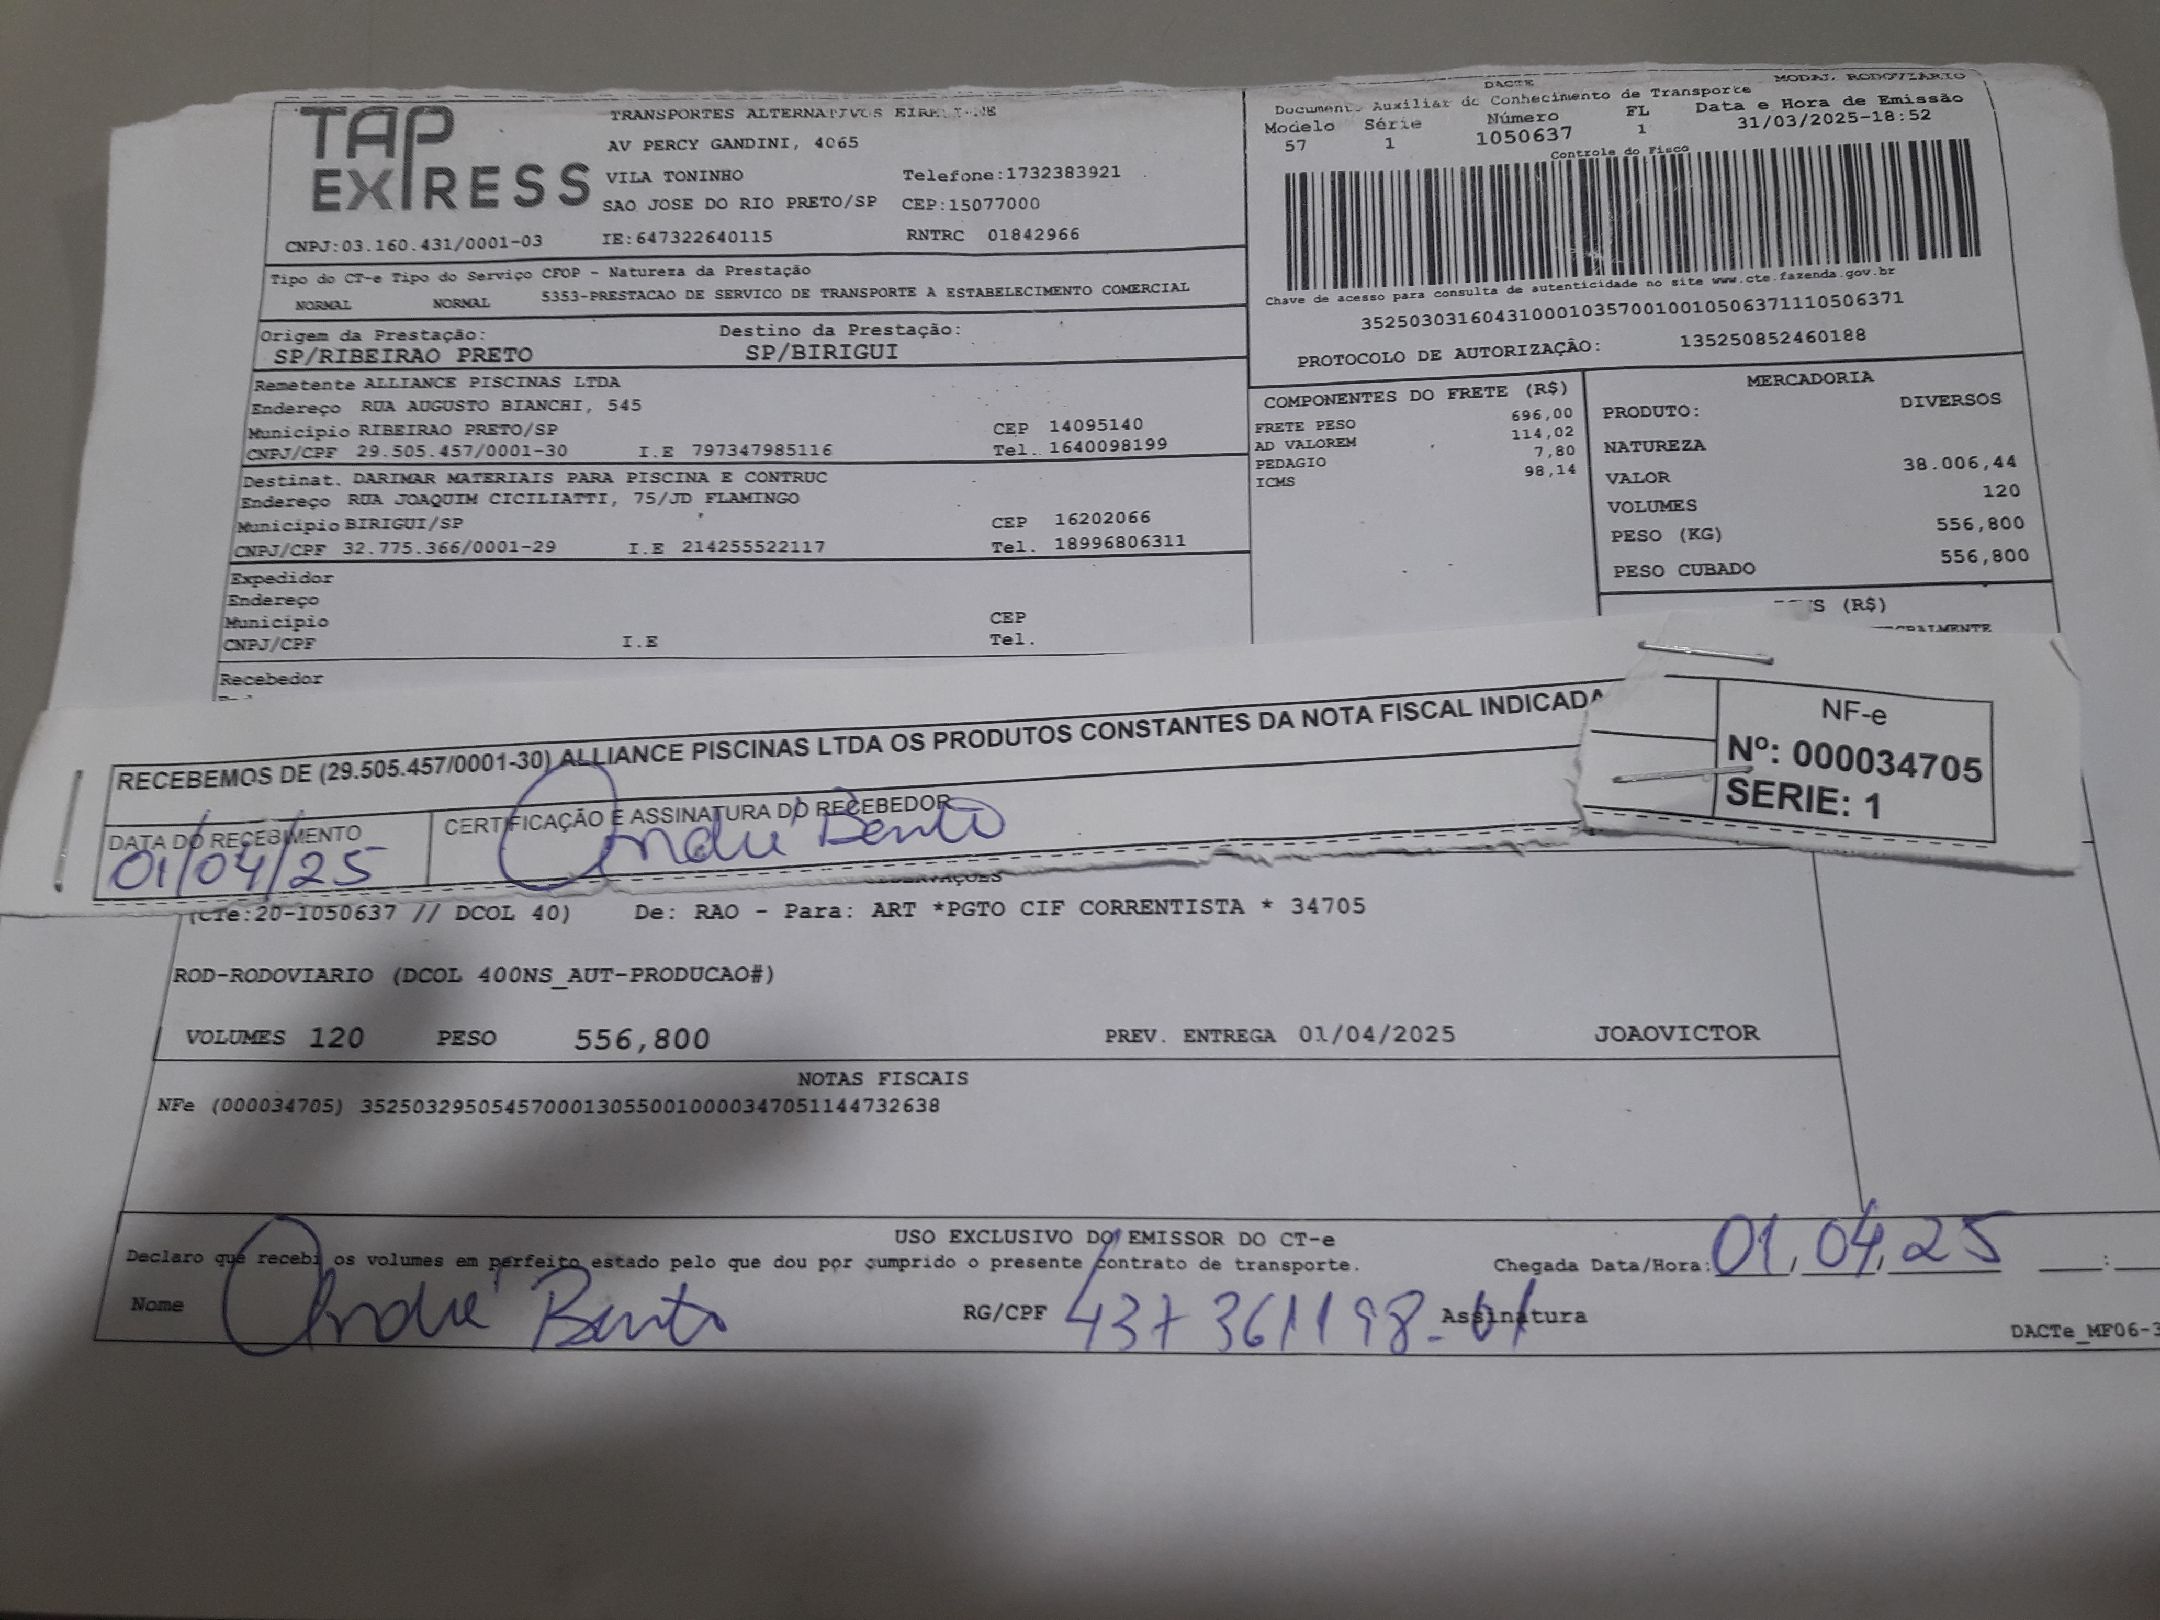 TAP EXPRESS
TRANSPORTES ALTERNATIVOS
AV PERCY GANDINI, 4065
VILA TONINHO Telefone:1732383921
SAO JOSE DO RIO PRETO/SP CEP:15077000
CNPJ:03.160.431/0001-03 IE:647322640115 RNTRC 01842966
DACTE MODAL RODOVIÁRIO
Documento Auxiliar do Conhecimento de Transporte
Modelo Série Número FL Data e Hora de Emissão
57 1 1050637 1 31/03/2025-18:52
Controle do Fisco
Chave de acesso para consulta de autenticidade no site www.cte.fazenda.gov.br
35250303160431000103570010010506371110506371
PROTOCOLO DE AUTORIZAÇÃO: 135250852460188
Tipo do CT-e Tipo do Serviço CFOP - Natureza da Prestação
NORMAL NORMAL 5353-PRESTACAO DE SERVICO DE TRANSPORTE A ESTABELECIMENTO COMERCIAL
Origem da Prestação: Destino da Prestação:
SP/RIBEIRAO PRETO SP/BIRIGUI
Remetente ALLIANCE PISCINAS LTDA
Endereço RUA AUGUSTO BIANCHI, 545
Município RIBEIRAO PRETO/SP CEP 14095140
CNPJ/CPF 29.505.457/0001-30 I.E 797347985116 Tel. 1640098199
Destinat. DARIMAR MATERIAIS PARA PISCINA E CONTRUC
Endereço RUA JOAQUIM CICILIATTI, 75/JD FLAMINGO
Município BIRIGUI/SP CEP 16202066
CNPJ/CPF 32.775.366/0001-29 I.E 214255522117 Tel. 18996806311
Expedidor
Endereço
Município CEP
CNPJ/CPF I.E Tel.
Recebedor
COMPONENTES DO FRETE (R$)
FRETE PESO 696,00
AD VALOREM 114,02
PEDAGIO 7,80
ICMS 98,14
MERCADORIA
PRODUTO: DIVERSOS
NATUREZA
VALOR 38.006,44
VOLUMES 120
PESO (KG) 556,800
PESO CUBADO 556,800
(R$)
RECEBEMOS DE (29.505.457/0001-30) ALLIANCE PISCINAS LTDA OS PRODUTOS CONSTANTES DA NOTA FISCAL INDICADA
DATA DO RECEBIMENTO CERTIFICAÇÃO E ASSINATURA DO RECEBEDOR
01/04/25 André Bento
NF-e
Nº: 000034705
SERIE: 1
(CTe:20-1050637 // DCOL 40) De: RAO - Para: ART *PGTO CIF CORRENTISTA * 34705
ROD-RODOVIARIO (DCOL 400NS_AUT-PRODUCAO#)
VOLUMES 120 PESO 556,800 PREV. ENTREGA 01/04/2025 JOAOVICTOR
NOTAS FISCAIS
NFe (000034705) 35250329505457000130550010000347051144732638
USO EXCLUSIVO DO EMISSOR DO CT-e
Declaro que recebi os volumes em perfeito estado pelo que dou por cumprido o presente contrato de transporte. Chegada Data/Hora: 01/04/25 :
Nome André Bento RG/CPF Assinatura
DACTe_MF06-3